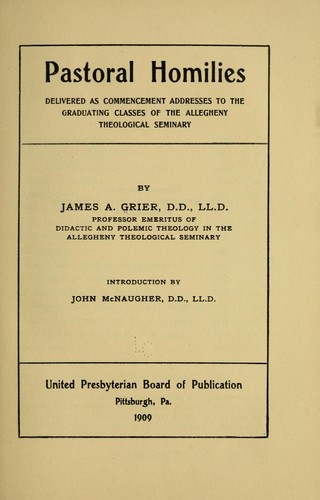 Pastoral Homilies
DELIVERED AS COMMENCEMENT ADDRESSES TO THE
GRADUATING CLASSES OF THE ALLEGHENY
THEOLOGICAL SEMINARY
BY
JAMES A. GRIER, D.D., LL.D.
PROFESSOR EMERITUS OF
DIDACTIC AND POLEMIC THEOLOGY IN THE
ALLEGHENY THEOLOGICAL SEMINARY
INTRODUCTION BY
JOHN McNAUGHER, D.D., LL.D.
United Presbyterian Board of Publication
Pittsburgh, Pa.
1909